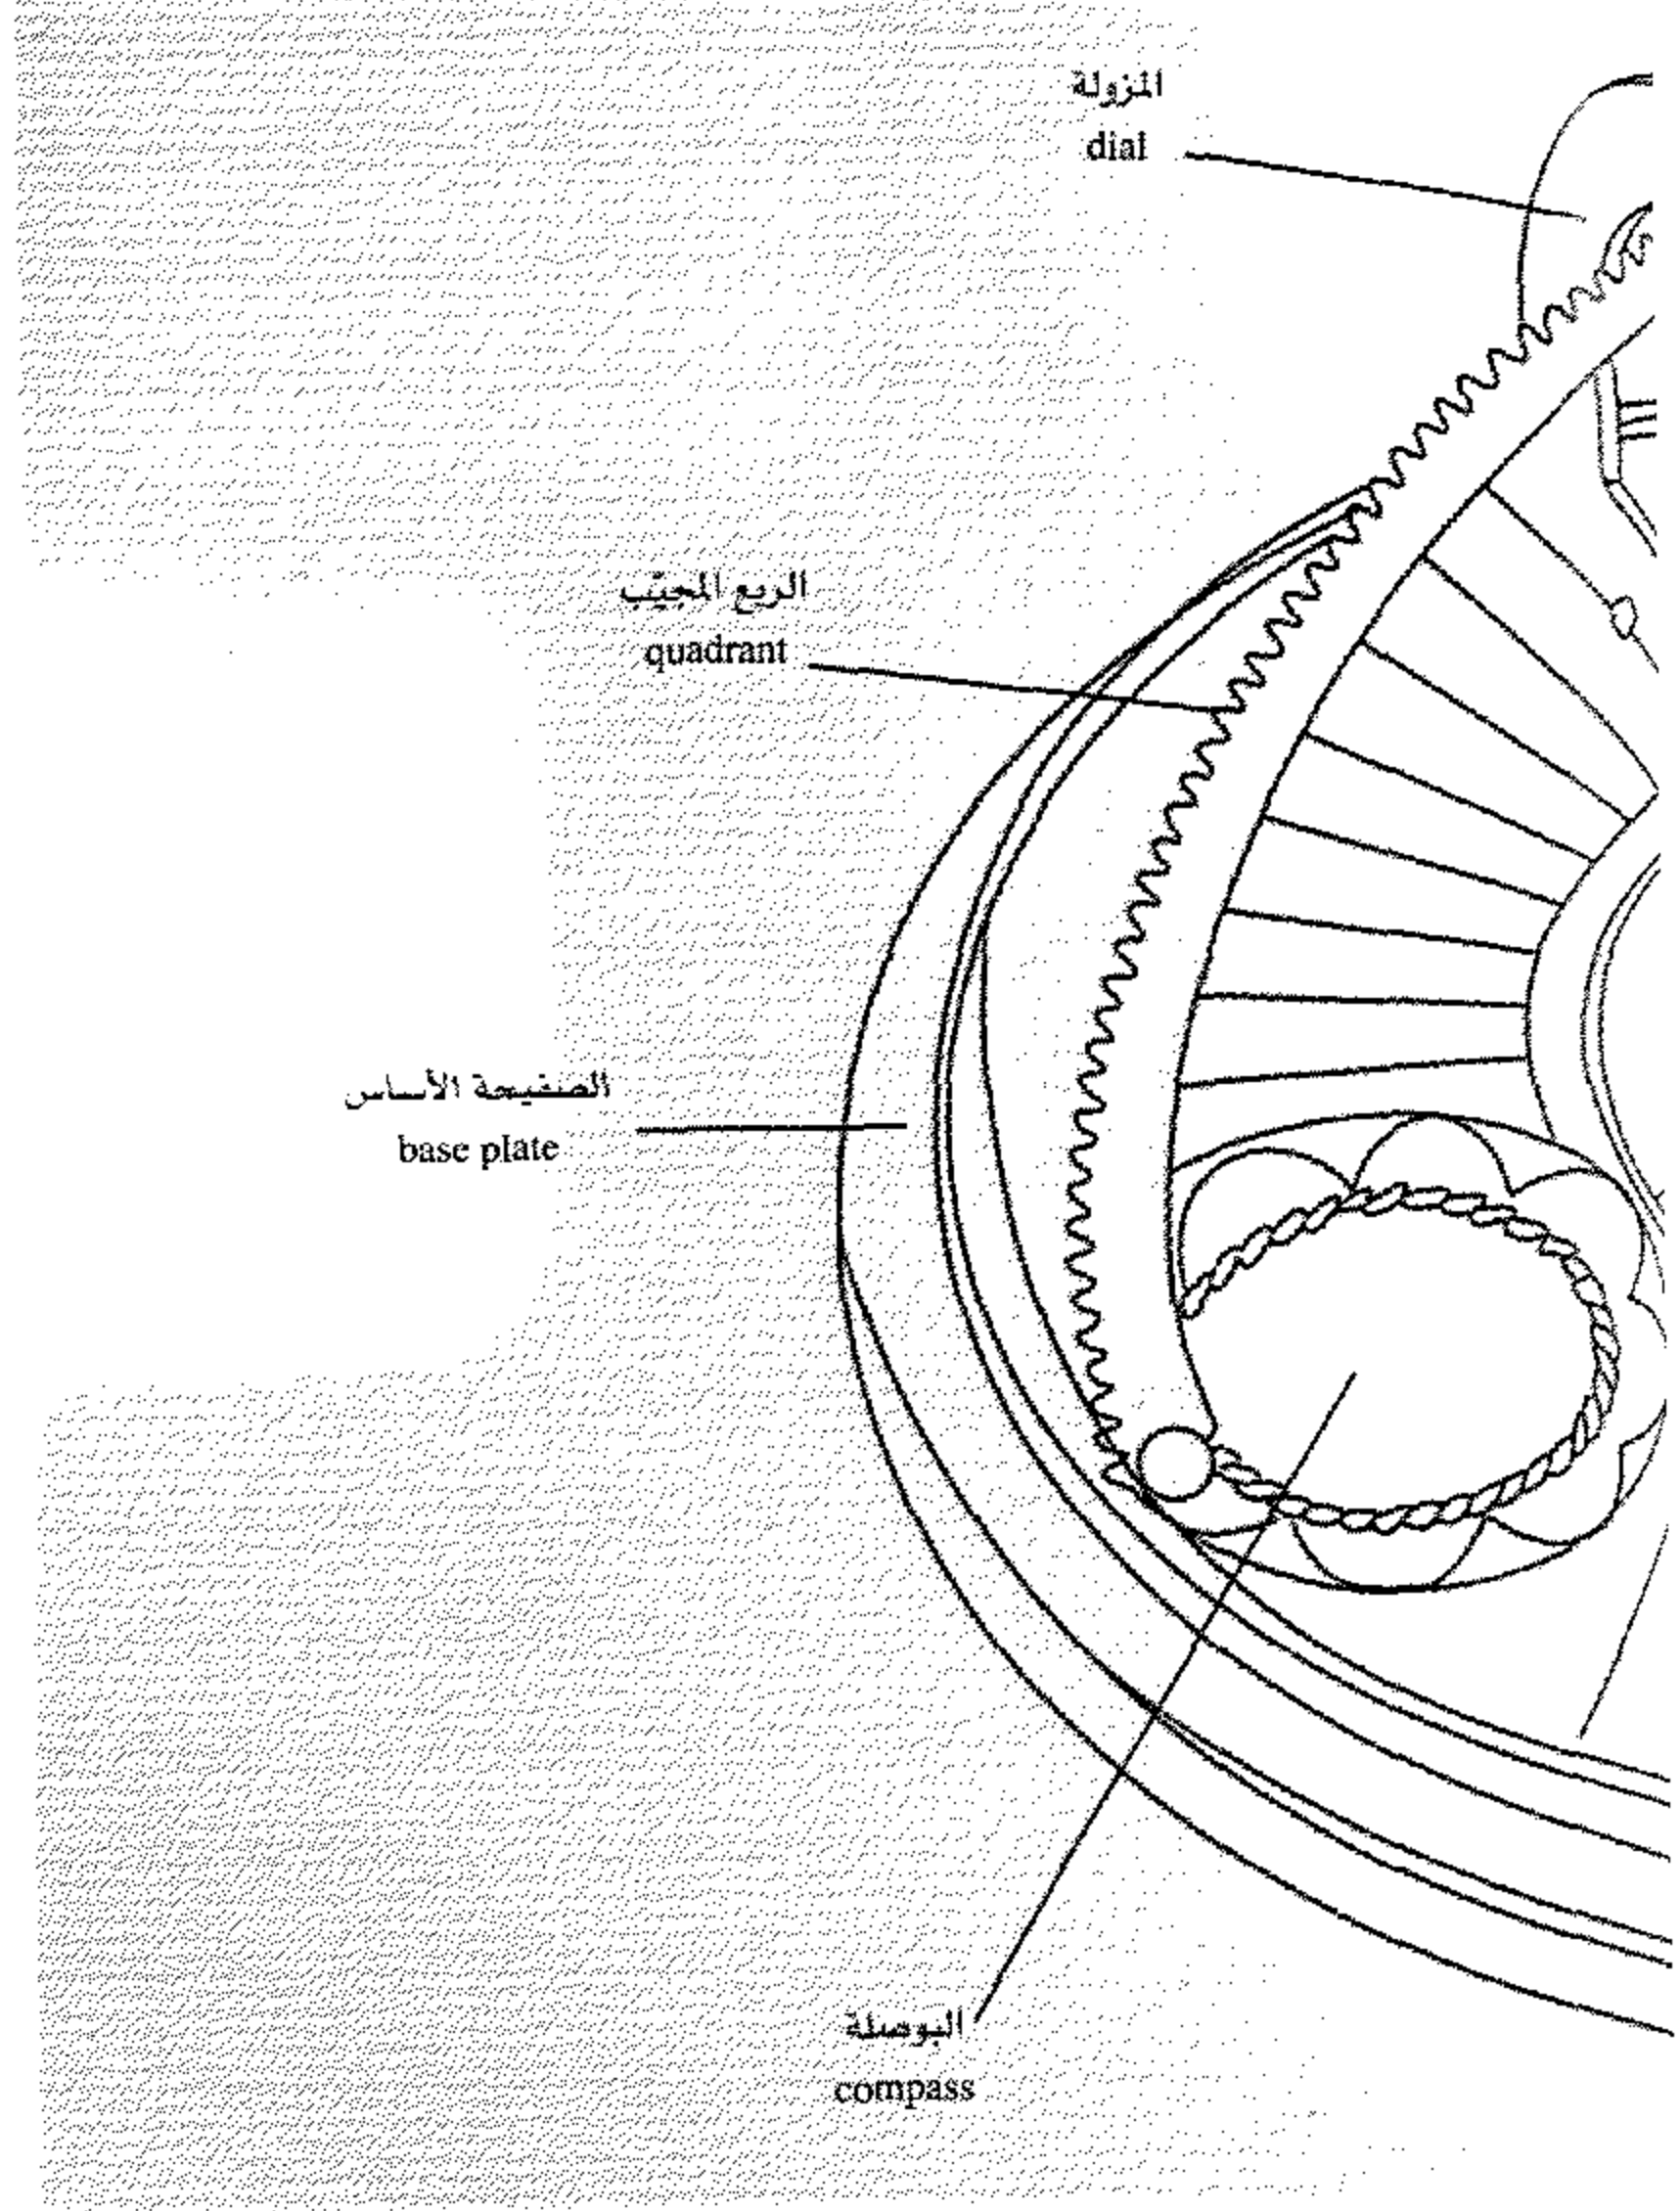 المزولة
dial
الربع المجيّب
quadrant
الصفيحة الأساس
base plate
البوصلة
compass